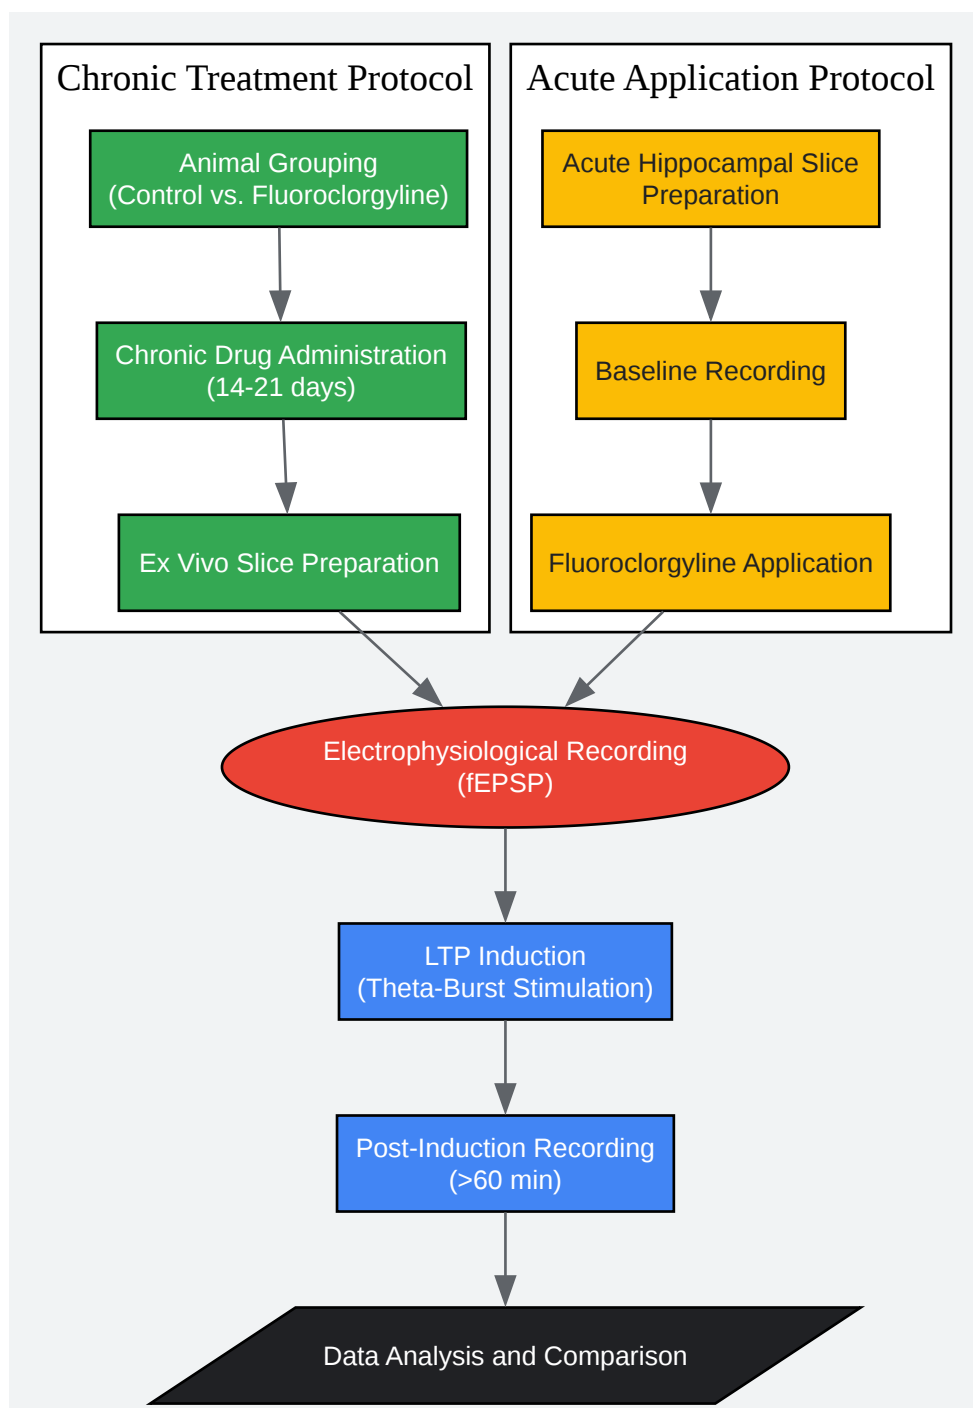 Chronic Treatment Protocol
Animal Grouping
(Control vs. Fluoroclorgyline)
Chronic Drug Administration
(14-21 days)
Ex Vivo Slice Preparation
Acute Application Protocol
Acute Hippocampal Slice
Preparation
Baseline Recording
Fluoroclorgyline Application
Electrophysiological Recording
(fEPSP)
LTP Induction
(Theta-Burst Stimulation)
Post-Induction Recording
(>60 min)
Data Analysis and Comparison